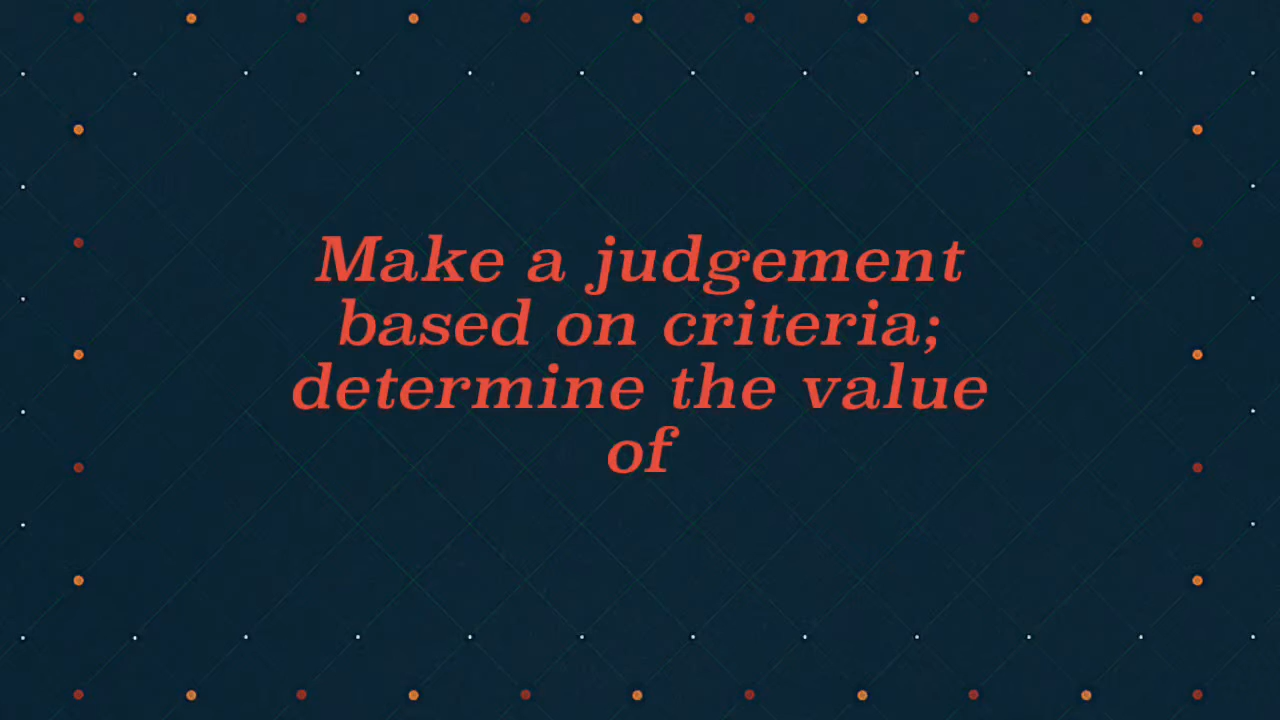 Make a judgement
based on criteria;
determine the value
of